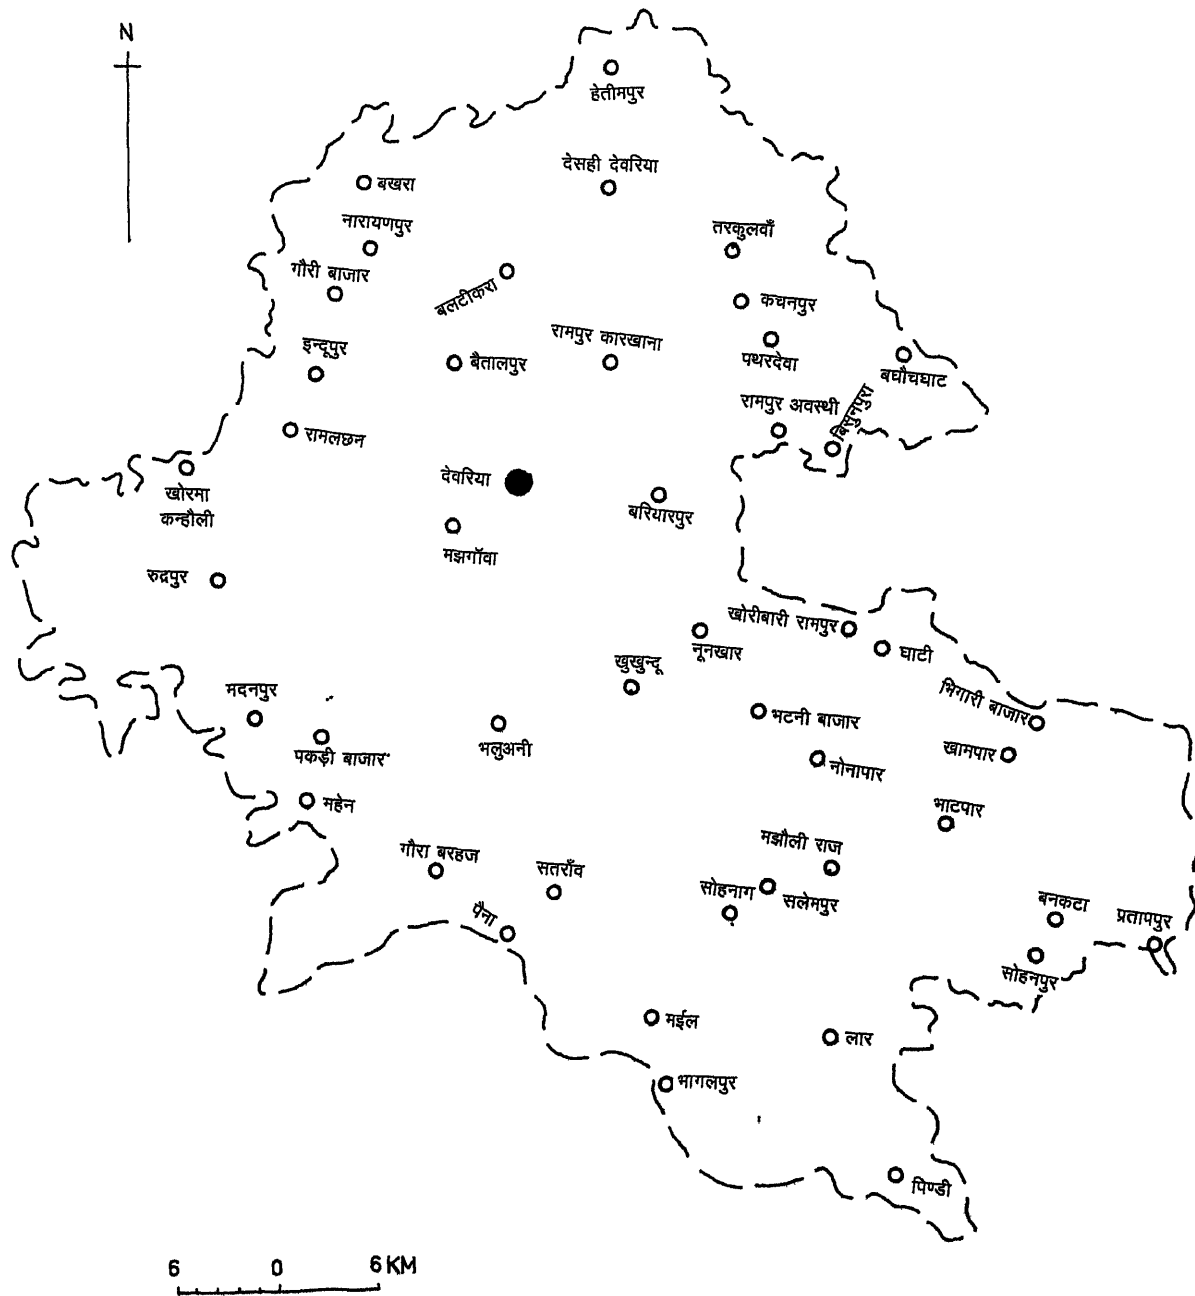 N
हेतीमपुर
देसही देवरिया
बखरा
नारायणपुर
तरकुलवाँ
गौरी बाजार
बलटीकरा
कचनपुर
रामपुर कारखाना
इन्दूपुर
बैतालपुर
पथरदेवा
बघौचघाट
रामपुर अवस्थी
बिसुनपुरा
रामलछन
देवरिया
खोरमा
कन्हौली
बरियारपुर
मझगॉवा
रुद्रपुर
खोरीबारी रामपुर
नूनखार
घाटी
खुखुन्दू
मदनपुर
भिगारी बाजार
भटनी बाजार
पकड़ी बाजार
भलुअनी
खामपार
नोनापार
महेन
भाटपार
मझौली राज
गौरा बरहज
सतराँव
सोहनाग
सलेमपुर
बनकटा
प्रतापपुर
पैना
सोहनपुर
मईल
लार
भागलपुर
पिण्डी
6 0 6 KM